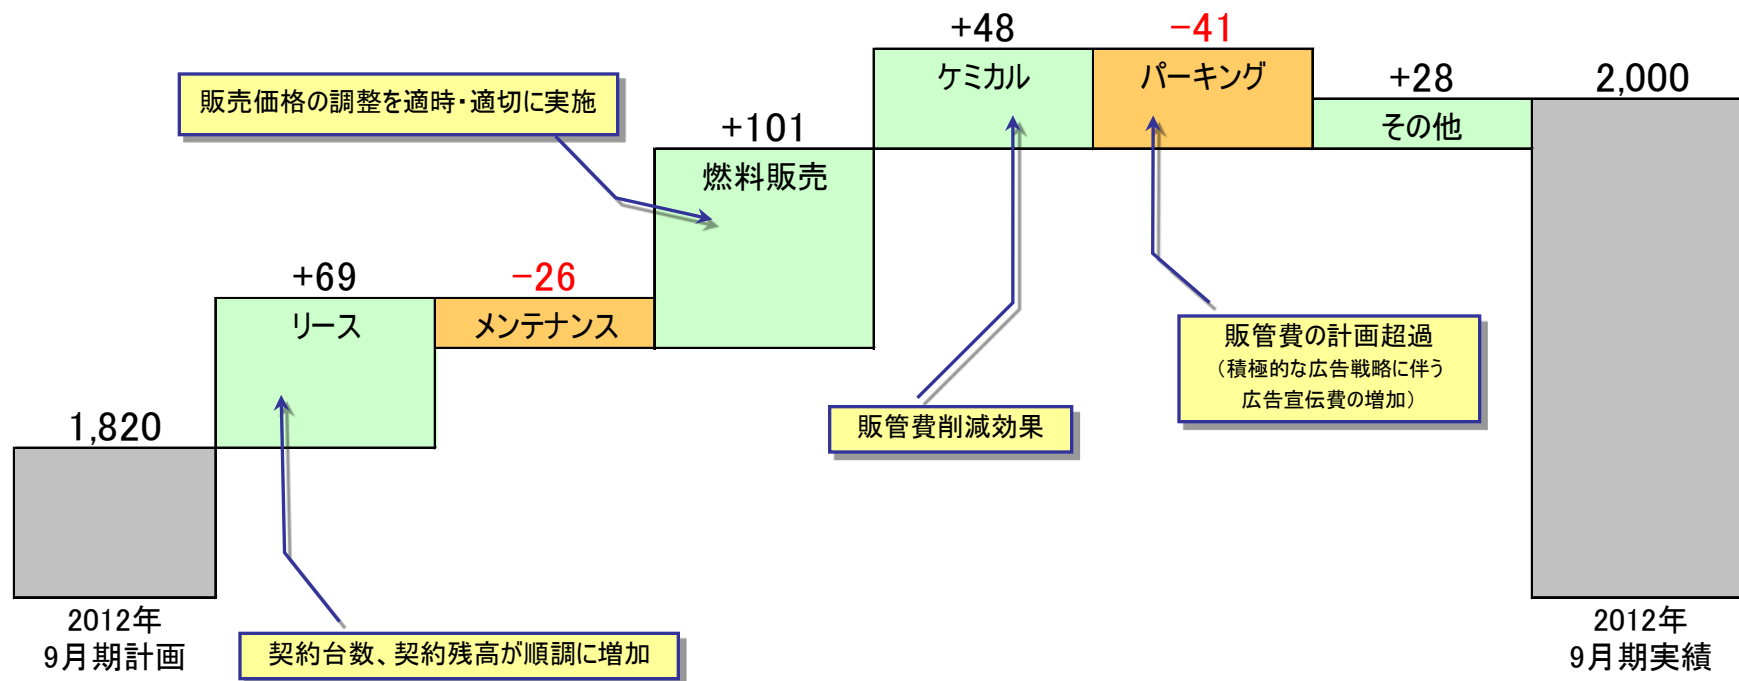 +48
−41
ケミカル
パーキング
+28
2,000
販売価格の調整を適時・適切に実施
+101
その他
燃料販売
+69
−26
リース
メンテナンス
販管費の計画超過
（積極的な広告戦略に伴う
広告宣伝費の増加）
1,820
販管費削減効果
2012年
9月期計画
契約台数、契約残高が順調に増加
2012年
9月期実績